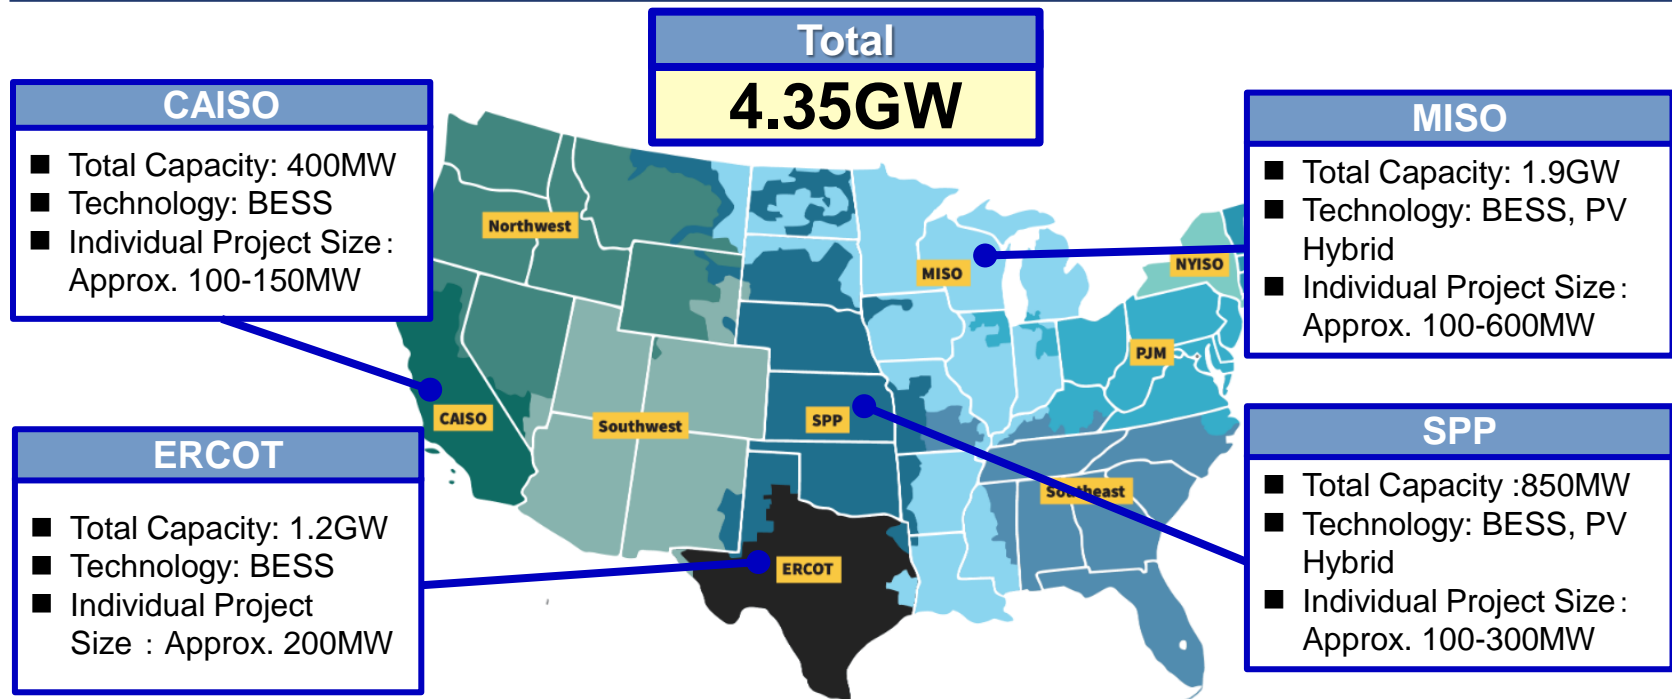 Total
4.35GW
CAISO
■ Total Capacity: 400MW
■ Technology: BESS
■ Individual Project Size：
Approx. 100-150MW
MISO
■ Total Capacity: 1.9GW
■ Technology: BESS, PV
Hybrid
■ Individual Project Size：
Approx. 100-600MW
ERCOT
■ Total Capacity: 1.2GW
■ Technology: BESS
■ Individual Project
Size：Approx. 200MW
SPP
■ Total Capacity :850MW
■ Technology: BESS, PV
Hybrid
■ Individual Project Size：
Approx. 100-300MW
Northwest
MISO
NYISO
PJM
CAISO
Southwest
SPP
Southeast
ERCOT